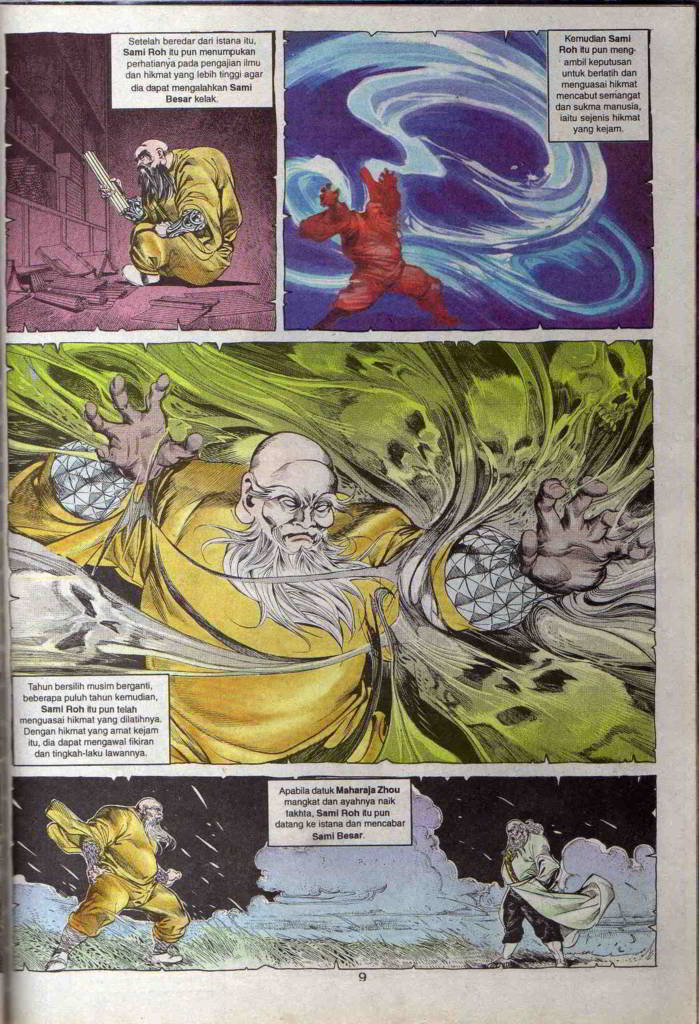 Setelah beredar dari istana itu,
Sami Roh itu pun menumpukan
perhatianya pada pengajian ilmu
dan hikmat yang lebih tinggi agar
dia dapat mengalahkan Sami
Besar kelak.
Kemudian Sami
Roh itu pun meng-
ambil keputusan
untuk berlatih dan
menguasai hikmat
mencabut semangat
dan sukma manusia,
iaitu sejenis hikmat
yang kejam.
Tahun bersilih musim berganti,
beberapa puluh tahun kemudian,
Sami Roh itu pun telah
menguasai hikmat yang dilatihnya.
Dengan hikmat yang amat kejam
itu, dia dapat mengawal fikiran
dan tingkah-laku lawannya.
Apabila datuk Maharaja Zhou
mangkat dan ayahnya naik
takhta, Sami Roh itu pun
datang ke istana dan mencabar
Sami Besar.
9